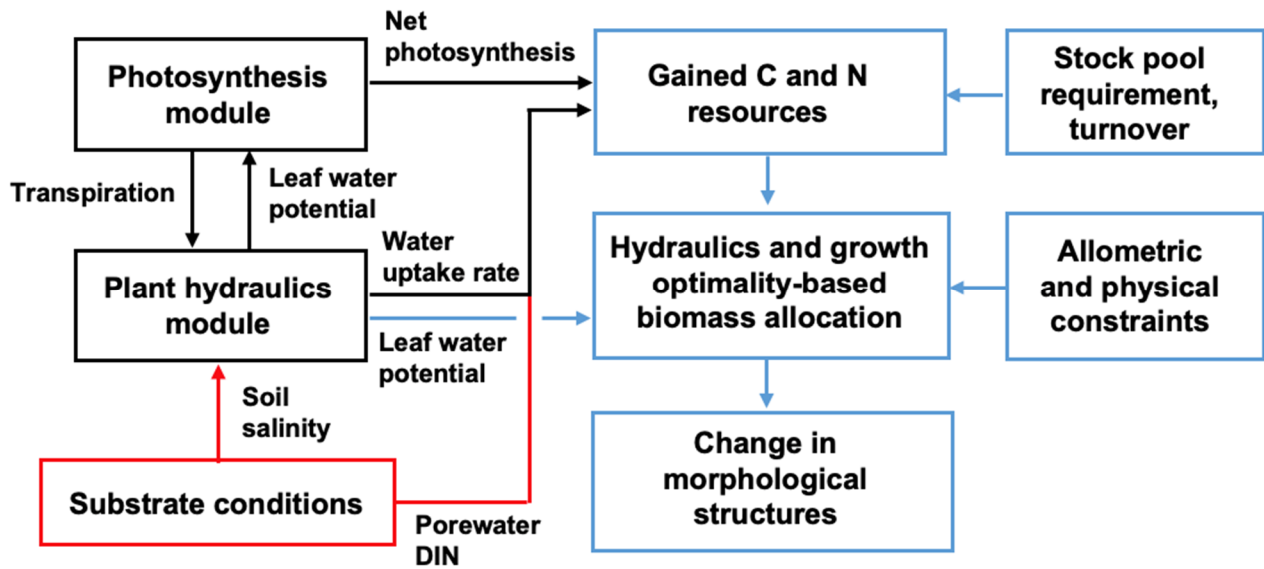 Net
photosynthesis
Photosynthesis
module
Gained C and N
resources
Stock pool
requirement,
turnover
Transpiration
Leaf water
potential
Water
uptake rate
Plant hydraulics
module
Leaf water
potential
Hydraulics and growth
optimality-based
biomass allocation
Allometric
and physical
constraints
Soil
salinity
Substrate conditions
Porewater
DIN
Change in
morphological
structures